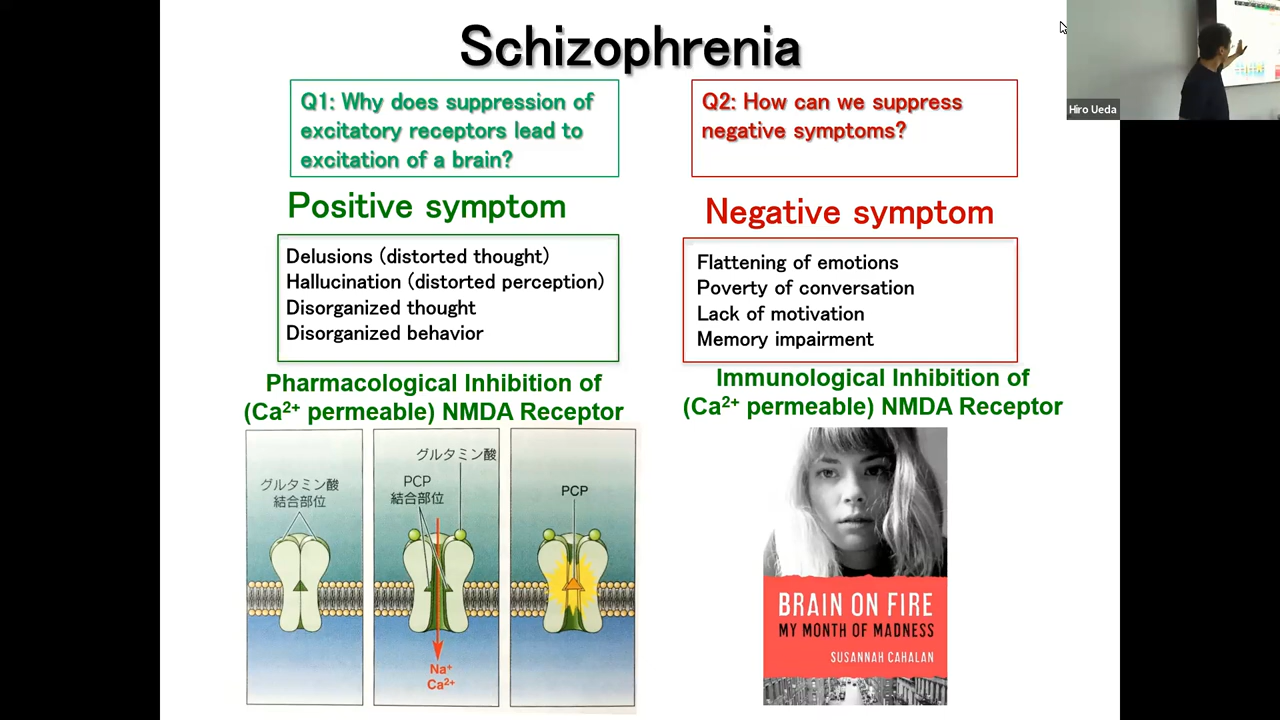 Schizophrenia
Hiro Ueda
Q1: Why does suppression of
excitatory receptors lead to
excitation of a brain?
Q2: How can we suppress
negative symptoms?
Positive symptom
Negative symptom
Delusions (distorted thought)
Hallucination (distorted perception)
Disorganized thought
Disorganized behavior
Flattening of emotions
Poverty of conversation
Lack of motivation
Memory impairment
Pharmacological Inhibition of
(Ca²⁺ permeable) NMDA Receptor
Immunological Inhibition of
(Ca²⁺ permeable) NMDA Receptor
グルタミン酸
結合部位
グルタミン酸
PCP
結合部位
Na⁺
Ca²⁺
PCP
BRAIN ON FIRE
MY MONTH OF MADNESS
SUSANNAH CAHALAN